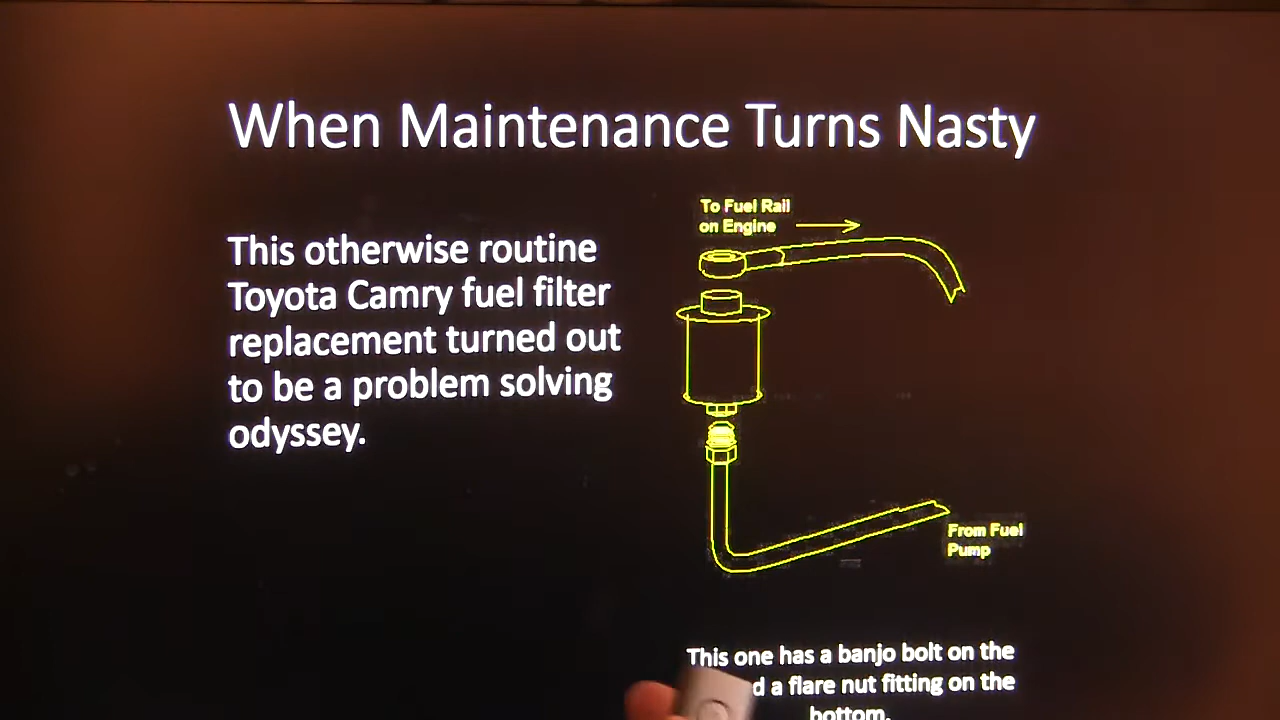 When Maintenance Turns Nasty
This otherwise routine
Toyota Camry fuel filter
replacement turned out
to be a problem solving
odyssey.
To Fuel Rail
on Engine
From Fuel
Pump
This one has a banjo bolt on the
a flare nut fitting on the
bottom.